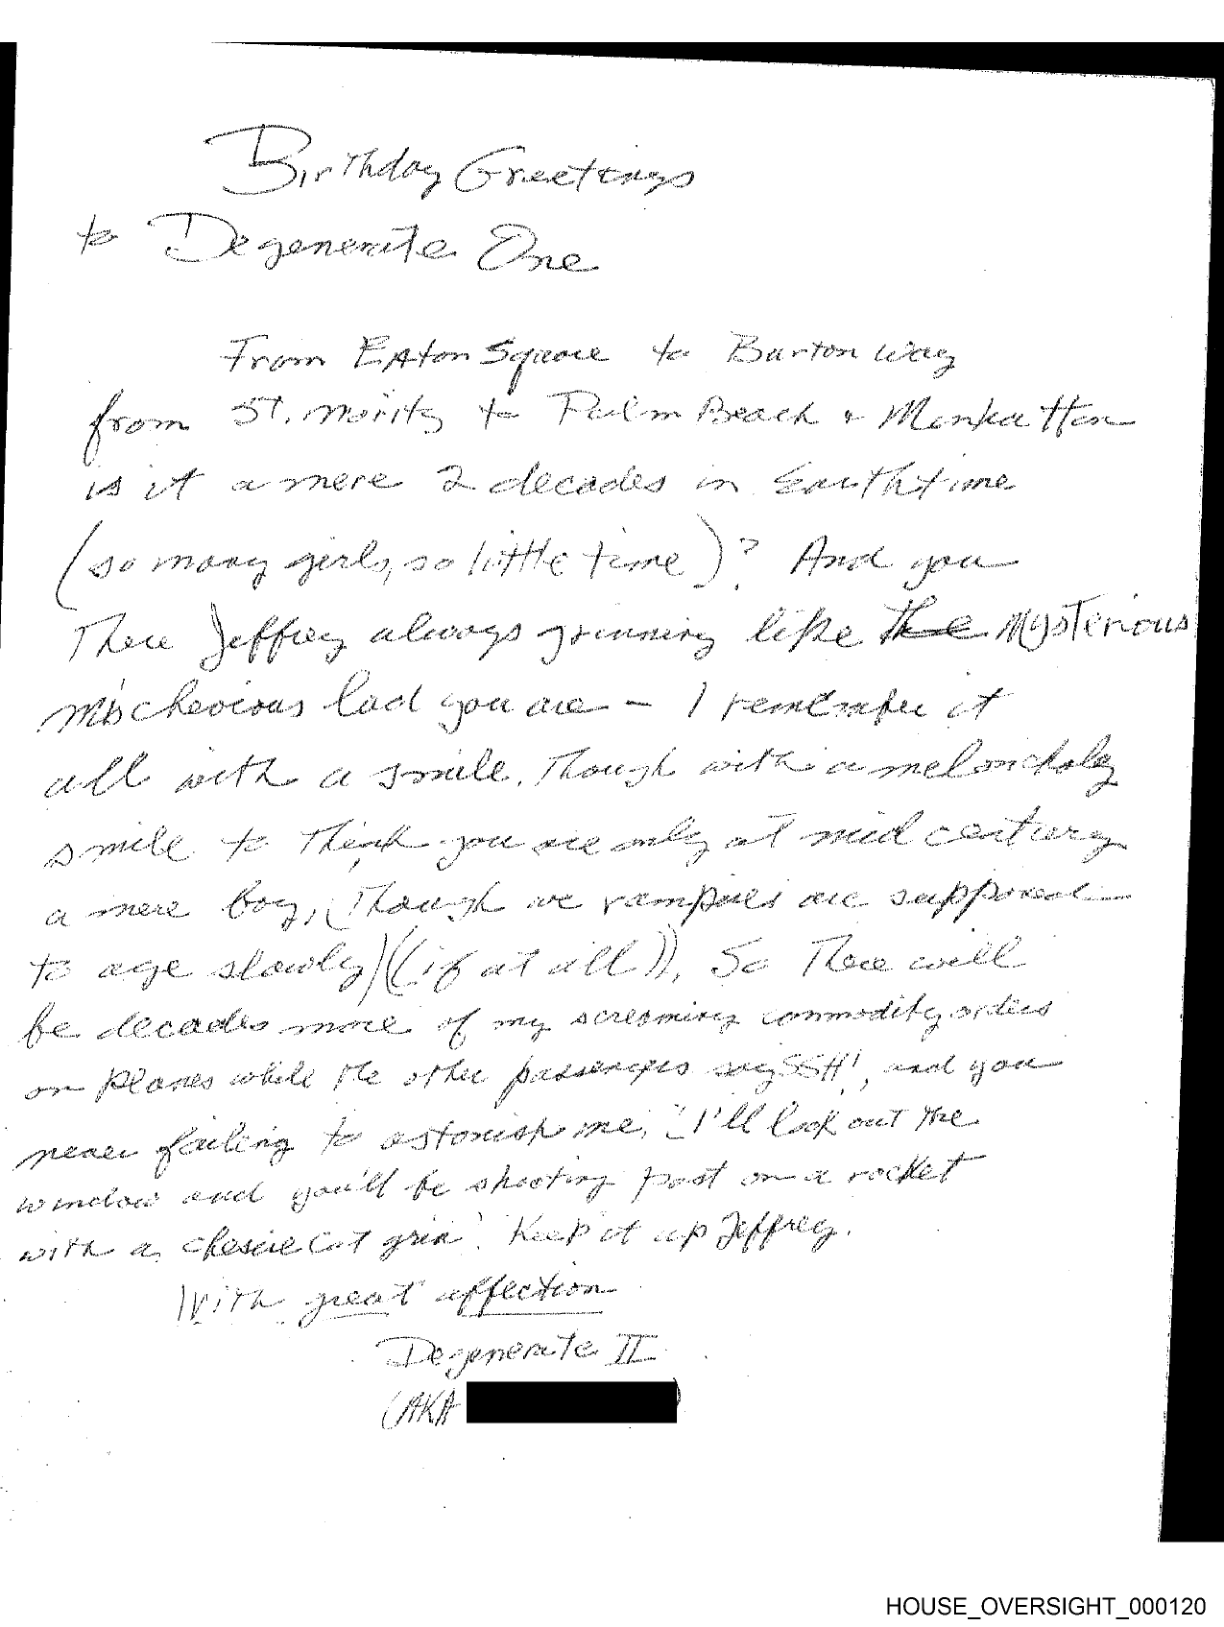 Birthday Greetings
to Degenerate One
From Eaton Square to Burton Way
from St. Moritz to Palm Beach & Manhattan
is it a mere 2 decades in Earthtime
(so many girls, so little time)? And you
There Jeffrey always grinning like the Mysterious
mischevious lad you are – I remember it
all with a smile. Though with a meloncholy
smile to think you are only at mid century
a mere boy, (Though we vampires are supposed
to age slowly) ((if at all)). So There will
be decades more of my screaming commodity orders
on planes while the other passengers say SSH!, and you
never failing to astonish me. "I'll look out the
window and you'll be shooting past on a rocket
with a Cat grin". Keep it up Jeffrey.
With great affection
Degenerate II
(AKA )
HOUSE_OVERSIGHT_000120